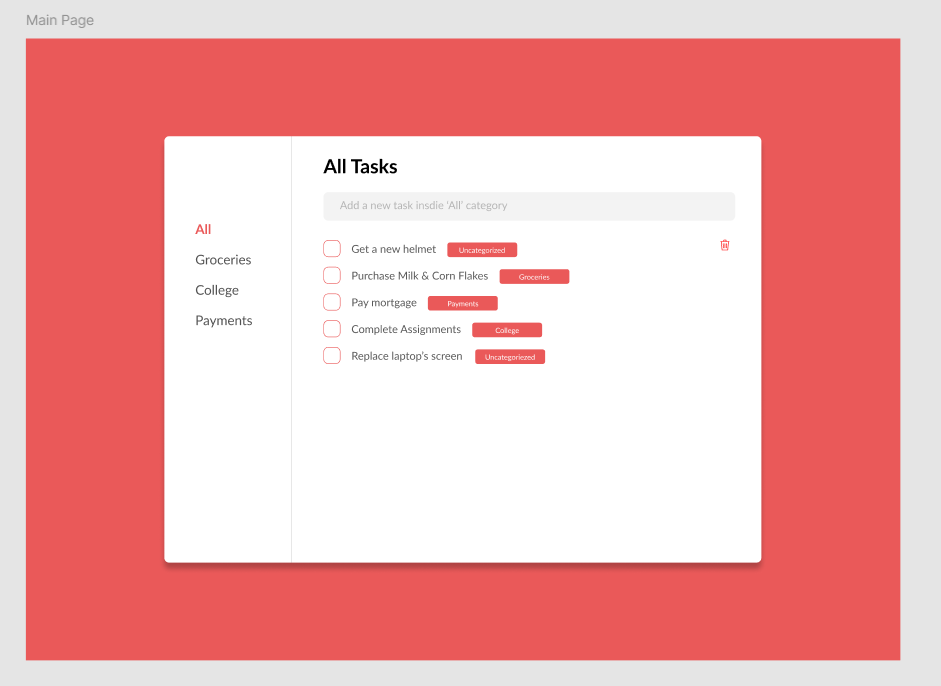 Main Page
All Tasks
Add a new task insdie 'All' category
All
Groceries
College
Payments
Get a new helmet Uncategorized
Purchase Milk & Corn Flakes Groceries
Pay mortgage Payments
Complete Assignments College
Replace laptop's screen Uncategoriezed